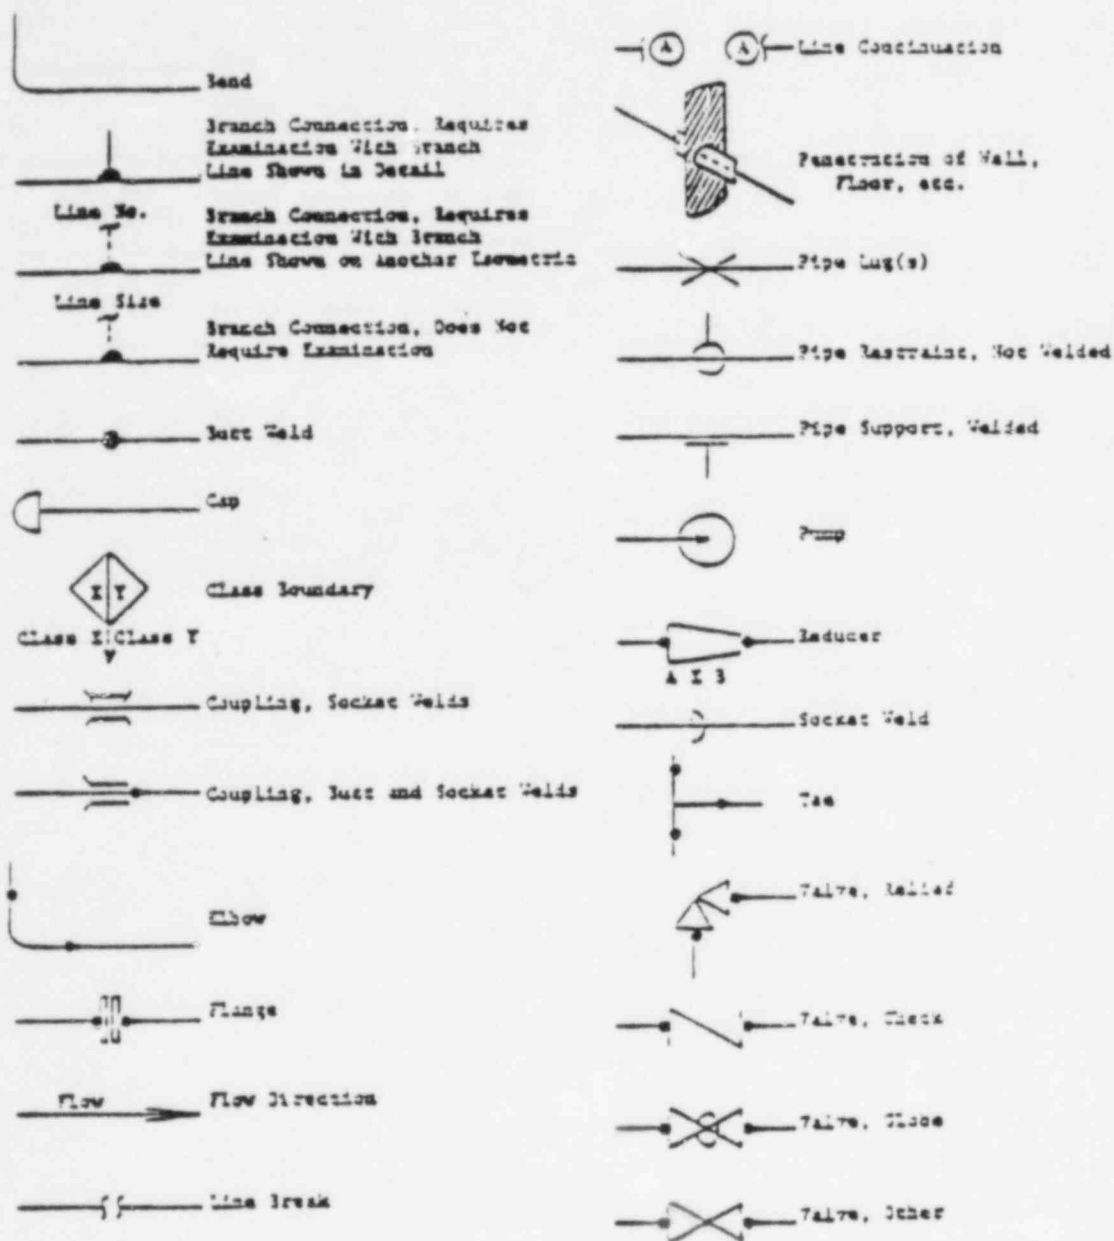 Bend
Branch Connection, Requires
Examination With Branch
Line Shown in Detail
Line No.
Branch Connection, Requires
Examination With Branch
Line Shown on Another Isometric
Line Size
Branch Connection, Does Not
Require Examination
Butt Weld
Cap
X Y
Class Boundary
Class X Class Y
Coupling, Socket Welds
Coupling, Butt and Socket Welds
Elbow
Flange
Flow
Flow Direction
Line Break
A A
Line Continuation
Penetration of Wall,
Floor, etc.
Pipe Lug(s)
Pipe Restraint, Not Welded
Pipe Support, Welded
Pump
Reducer
A X B
Socket Weld
Tee
Valve, Relief
Valve, Check
Valve, Globe
Valve, Other